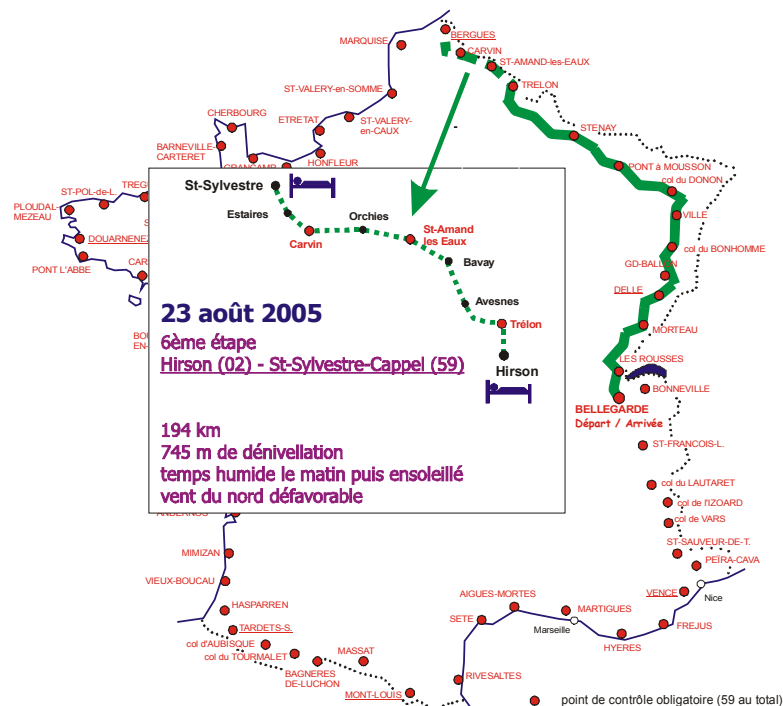 BERGUES
MARQUISE
CARVIN
ST-AMAND-les-EAUX
TRELON
ST-VALERY-en-SOMME
CHERBOURG
ETRETAT
ST-VALERY-
en-CAUX
STENAY
BARNEVILLE-
CARTERET
HONFLEUR
PONT à MOUSSON
col du DONON
ST-POL-de-L.
PLOUDAL-
MEZEAU
VILLE
DOUARNENEZ
PONT L'ABBE
col du BONHOMME
GD-BALLON
DELLE
MORTEAU
LES ROUSSES
BONNEVILLE
BELLEGARDE
Départ / Arrivée
ST-FRANCOIS-L.
col du LAUTARET
col de l'IZOARD
col de VARS
ST-SAUVEUR-DE-T.
PEÏRA-CAVA
St-Sylvestre
Estaires
Carvin
Orchies
St-Amand
les Eaux
Bavay
Avesnes
Trélon
Hirson
23 août 2005
6ème étape
Hirson (02) - St-Sylvestre-Cappel (59)
194 km
745 m de dénivellation
temps humide le matin puis ensoleillé
vent du nord défavorable
MIMIZAN
VIEUX-BOUCAU
HASPARREN
TARDETS-S.
col d'AUBISQUE
col du TOURMALET
BAGNERES
DE-LUCHON
MASSAT
MONT-LOUIS
RIVESALTES
SETE
AIGUES-MORTES
MARTIGUES
Marseille
HYERES
FREJUS
VENCE
Nice
point de contrôle obligatoire (59 au total)